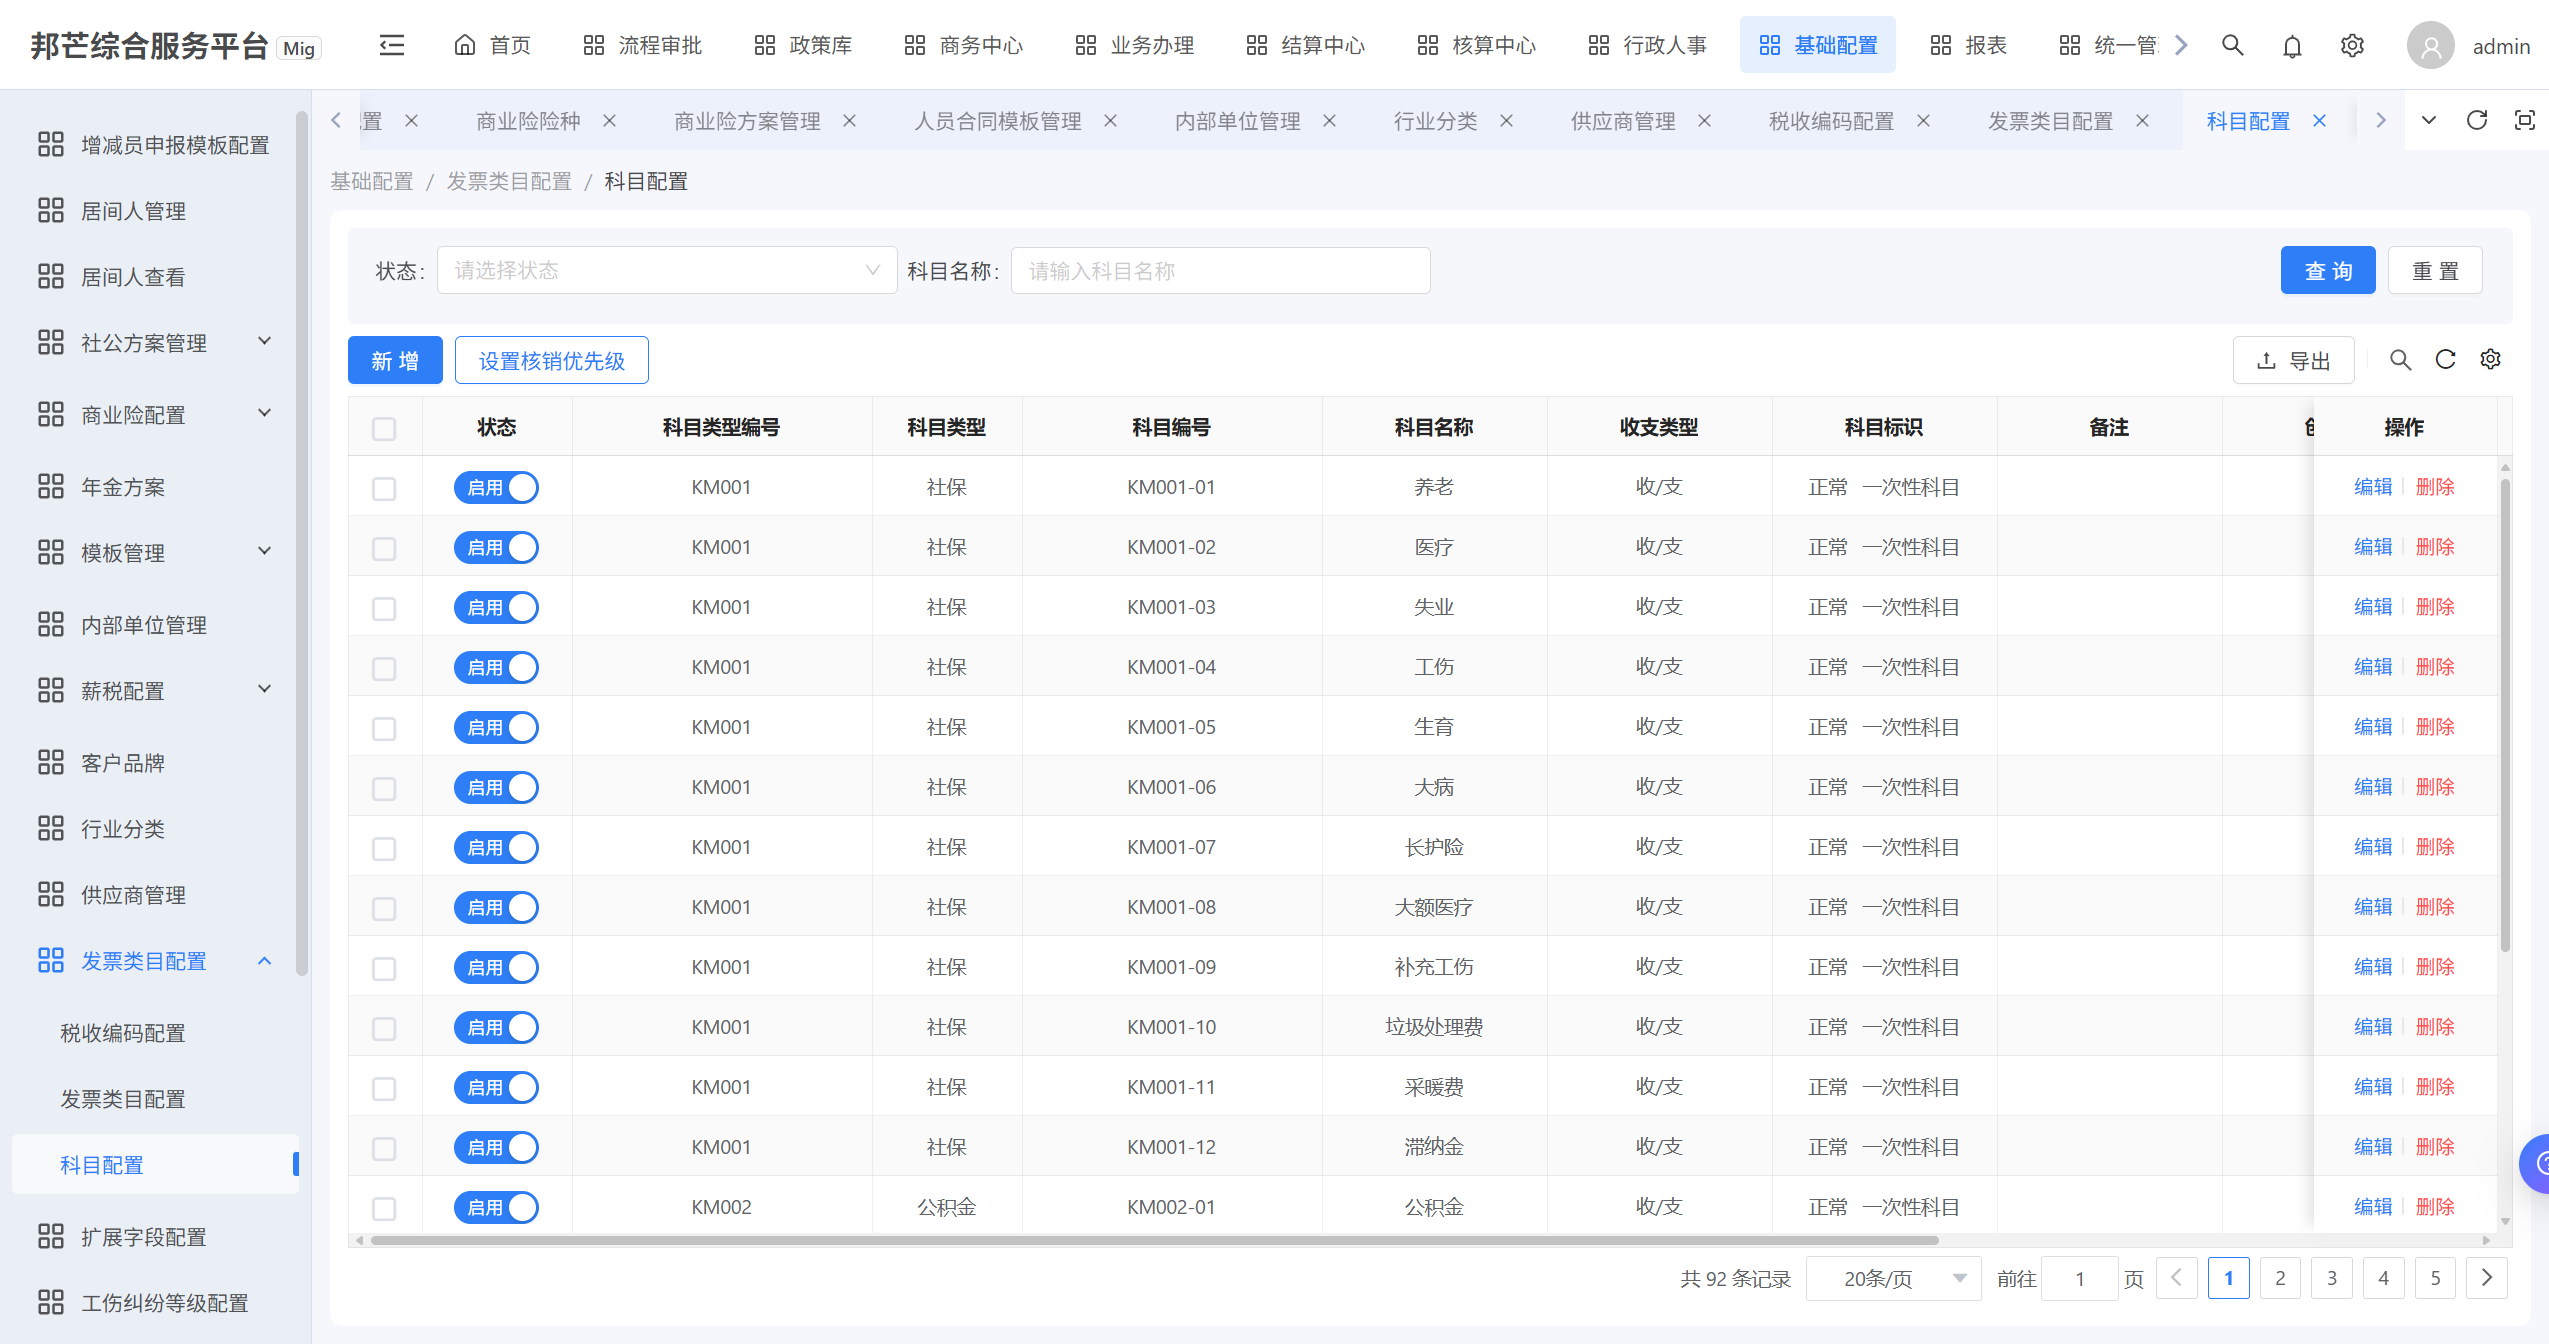 邦芒综合服务平台 Mig 首页 流程审批 政策库 商务中心 业务办理 结算中心 核算中心 行政人事 基础配置 报表 统一管 admin
置 商业险险种 商业险方案管理 人员合同模板管理 内部单位管理 行业分类 供应商管理 税收编码配置 发票类目配置 科目配置
基础配置 / 发票类目配置 / 科目配置
增减员申报模板配置
居间人管理
居间人查看
社公方案管理
商业险配置
年金方案
模板管理
内部单位管理
薪税配置
客户品牌
行业分类
供应商管理
发票类目配置
税收编码配置
发票类目配置
科目配置
扩展字段配置
工伤纠纷等级配置
状态: 请选择状态 科目名称: 请输入科目名称 查 询 重 置
新 增 设置核销优先级 导出
状态 科目类型编号 科目类型 科目编号 科目名称 收支类型 科目标识 备注 操作
启用 KM001 社保 KM001-01 养老 收/支 正常 一次性科目 编辑 删除
启用 KM001 社保 KM001-02 医疗 收/支 正常 一次性科目 编辑 删除
启用 KM001 社保 KM001-03 失业 收/支 正常 一次性科目 编辑 删除
启用 KM001 社保 KM001-04 工伤 收/支 正常 一次性科目 编辑 删除
启用 KM001 社保 KM001-05 生育 收/支 正常 一次性科目 编辑 删除
启用 KM001 社保 KM001-06 大病 收/支 正常 一次性科目 编辑 删除
启用 KM001 社保 KM001-07 长护险 收/支 正常 一次性科目 编辑 删除
启用 KM001 社保 KM001-08 大额医疗 收/支 正常 一次性科目 编辑 删除
启用 KM001 社保 KM001-09 补充工伤 收/支 正常 一次性科目 编辑 删除
启用 KM001 社保 KM001-10 垃圾处理费 收/支 正常 一次性科目 编辑 删除
启用 KM001 社保 KM001-11 采暖费 收/支 正常 一次性科目 编辑 删除
启用 KM001 社保 KM001-12 滞纳金 收/支 正常 一次性科目 编辑 删除
启用 KM002 公积金 KM002-01 公积金 收/支 正常 一次性科目 编辑 删除
共 92 条记录 20条/页 前往 1 页 1 2 3 4 5